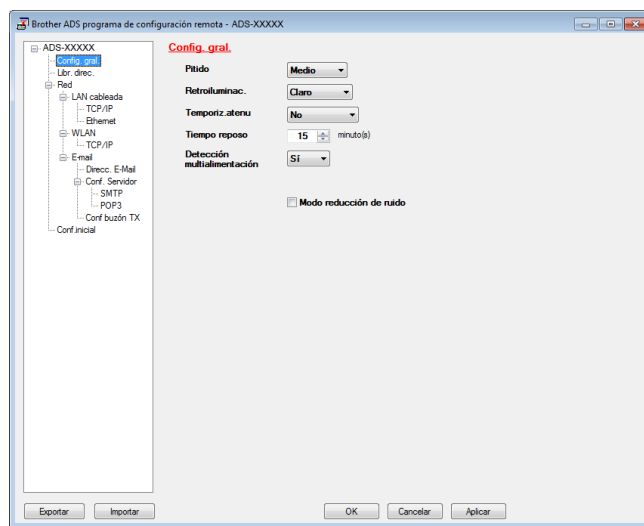 Brother ADS programa de configuración remota - ADS-XXXXX
ADS-XXXXX
Config. gral.
Libr. direc.
Red
LAN cableada
TCP/IP
Ethernet
WLAN
TCP/IP
E-mail
Direcc. E-Mail
Conf. Servidor
SMTP
POP3
Conf buzón TX
Conf.inicial
Config. gral.
Pitido Medio
Retroiluminac. Claro
Temporiz.atenu No
Tiempo reposo 15 minuto(s)
Detección
multialimentación Sí
Modo reducción de ruido
Exportar Importar OK Cancelar Aplicar